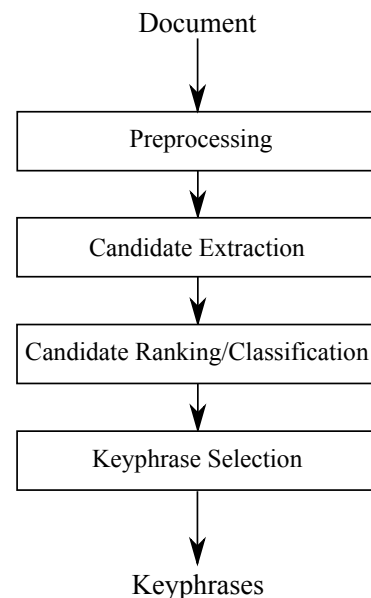 Document
Preprocessing
Candidate Extraction
Candidate Ranking/Classification
Keyphrase Selection
Keyphrases